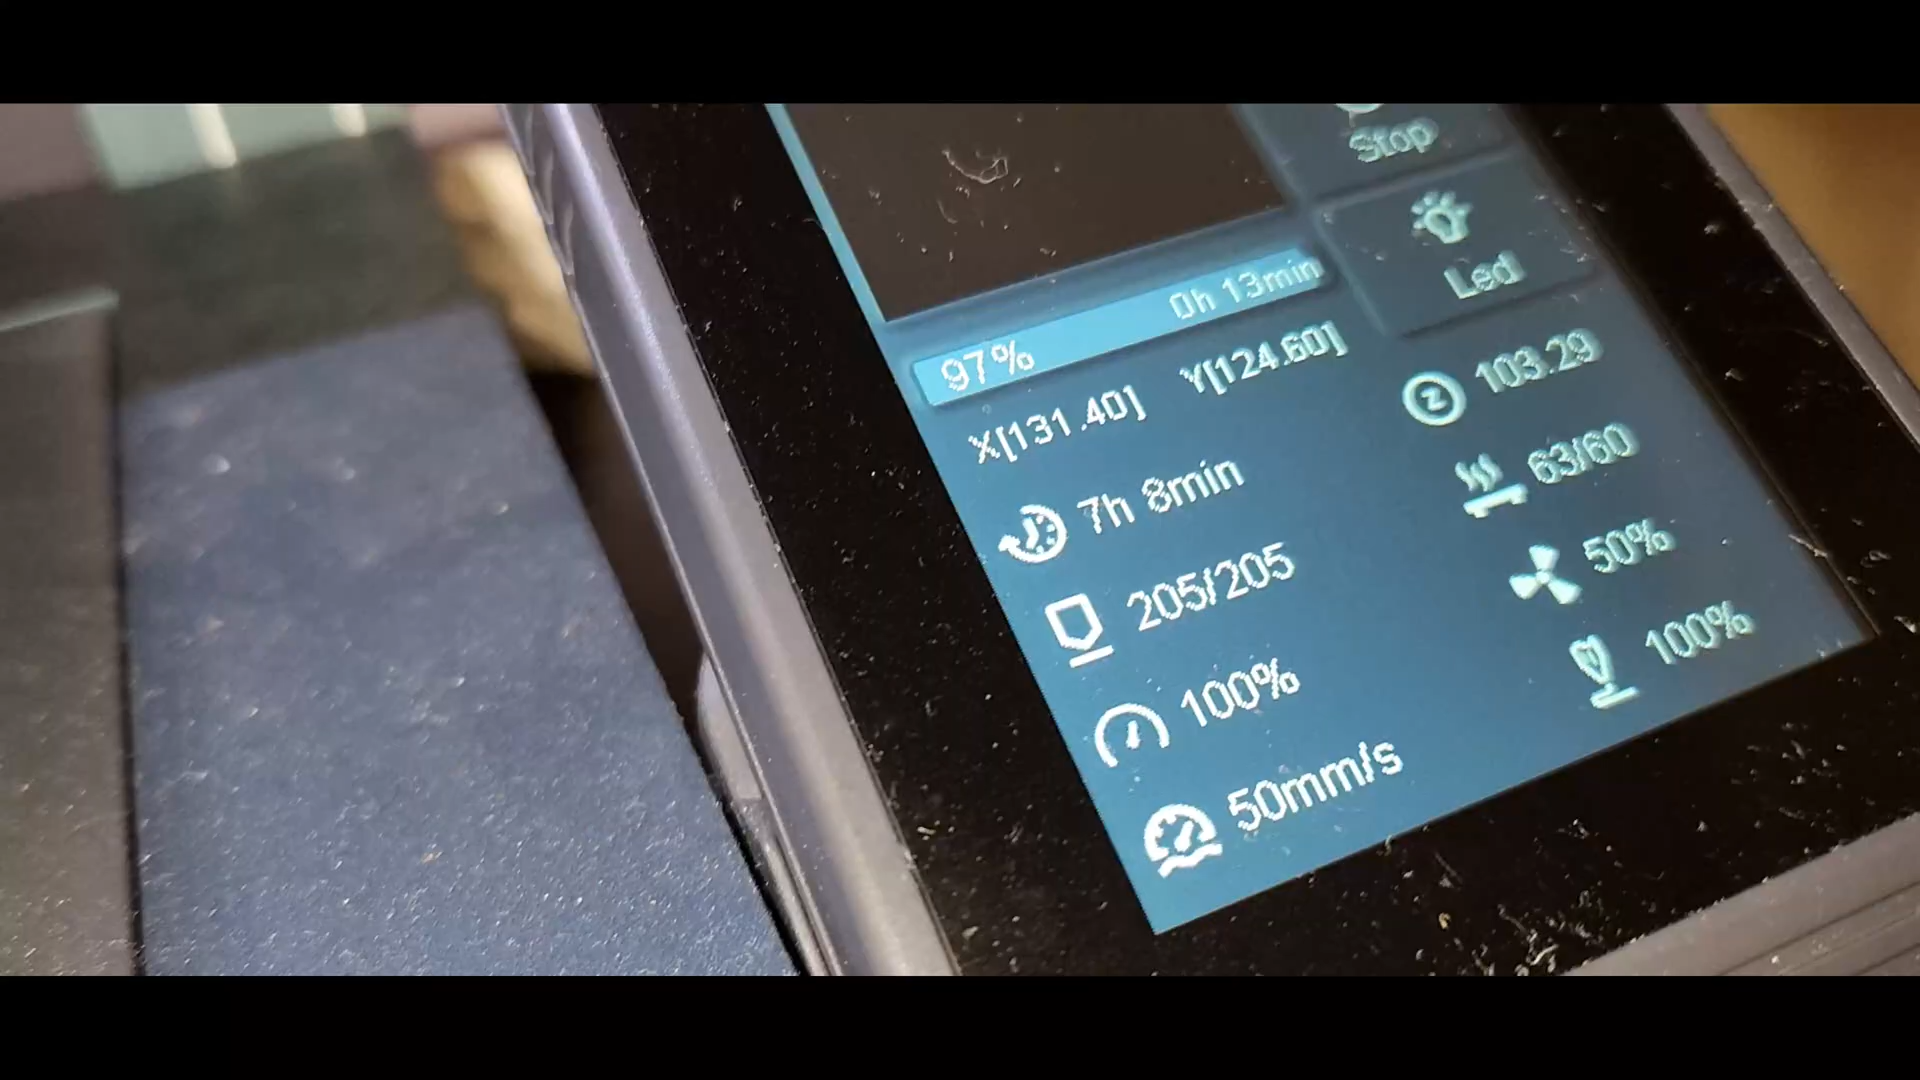 Stop
Led
0h 13min
97%
X[131.40] Y[124.60]
103.29
7h 8min
63/60
205/205
50%
100%
100%
50mm/s